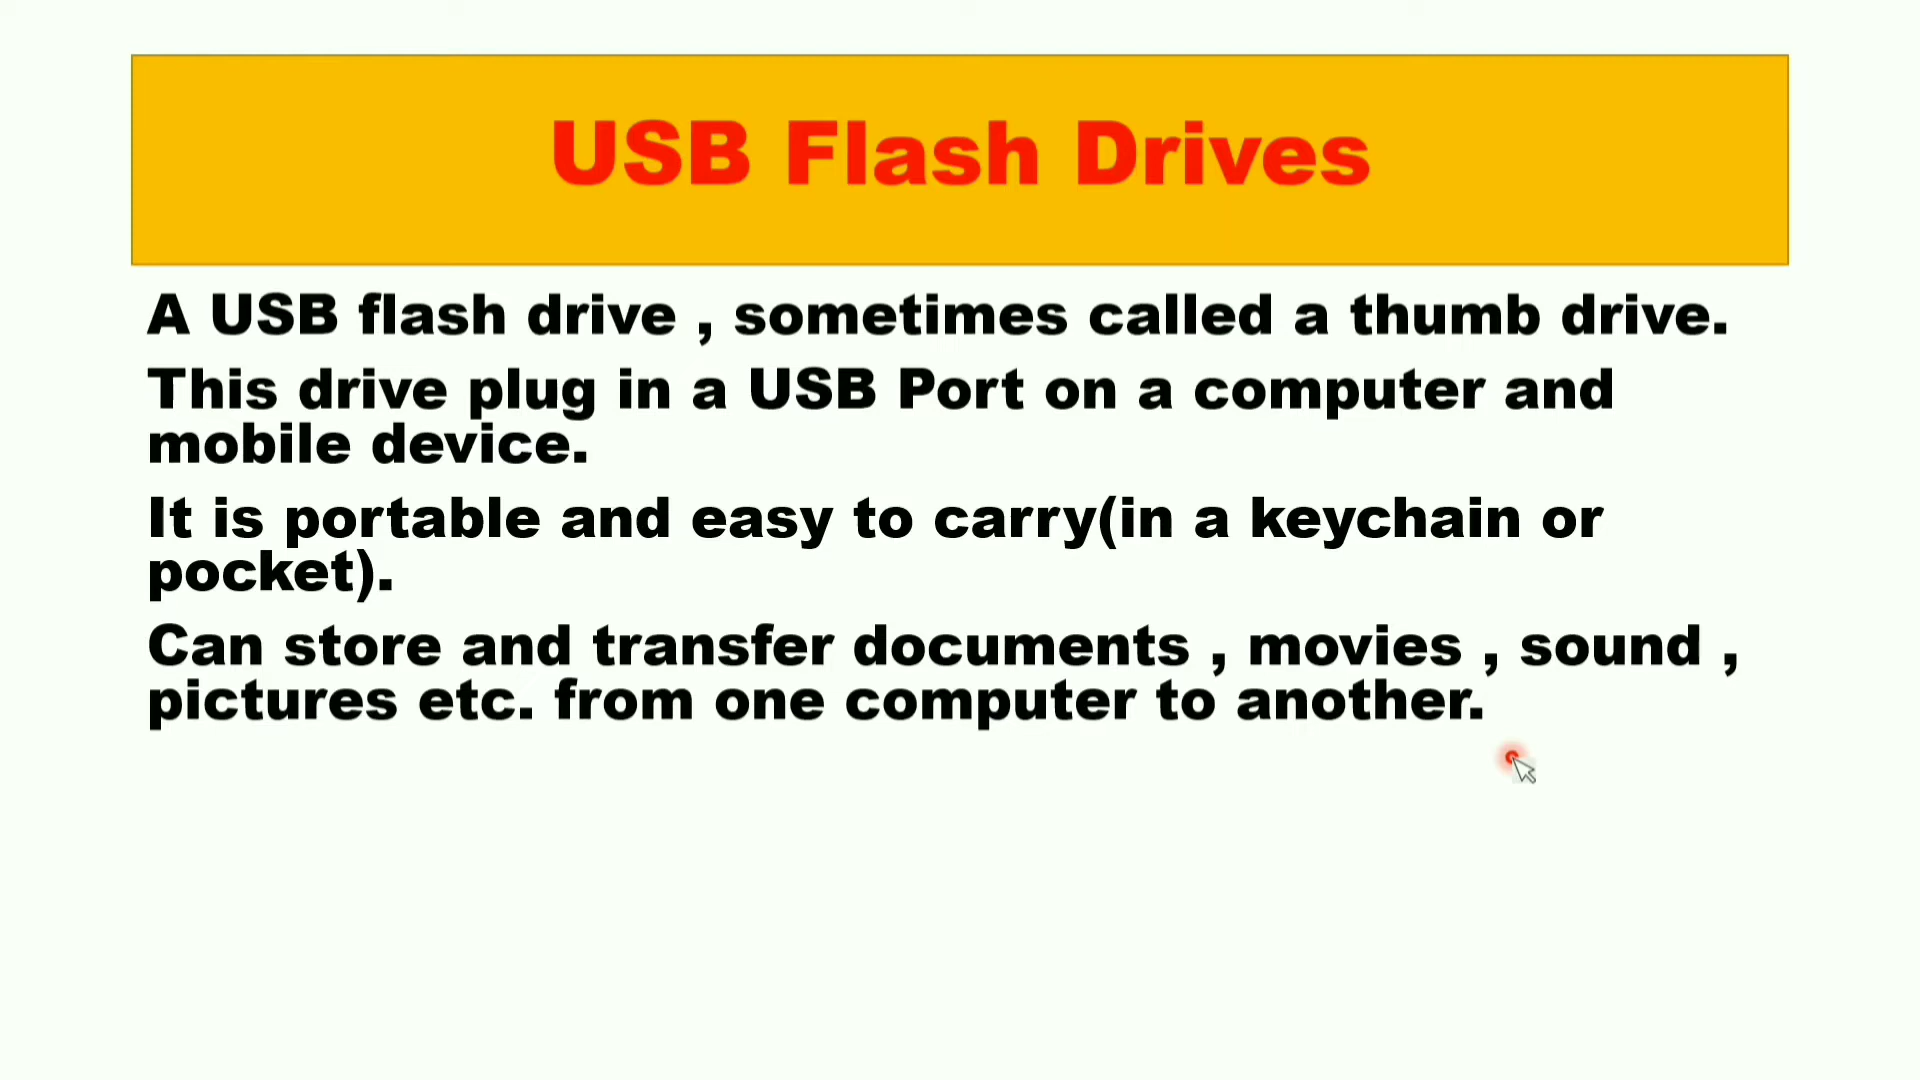 USB Flash Drives
A USB flash drive , sometimes called a thumb drive.
This drive plug in a USB Port on a computer and
mobile device.
It is portable and easy to carry(in a keychain or
pocket).
Can store and transfer documents , movies , sound ,
pictures etc. from one computer to another.